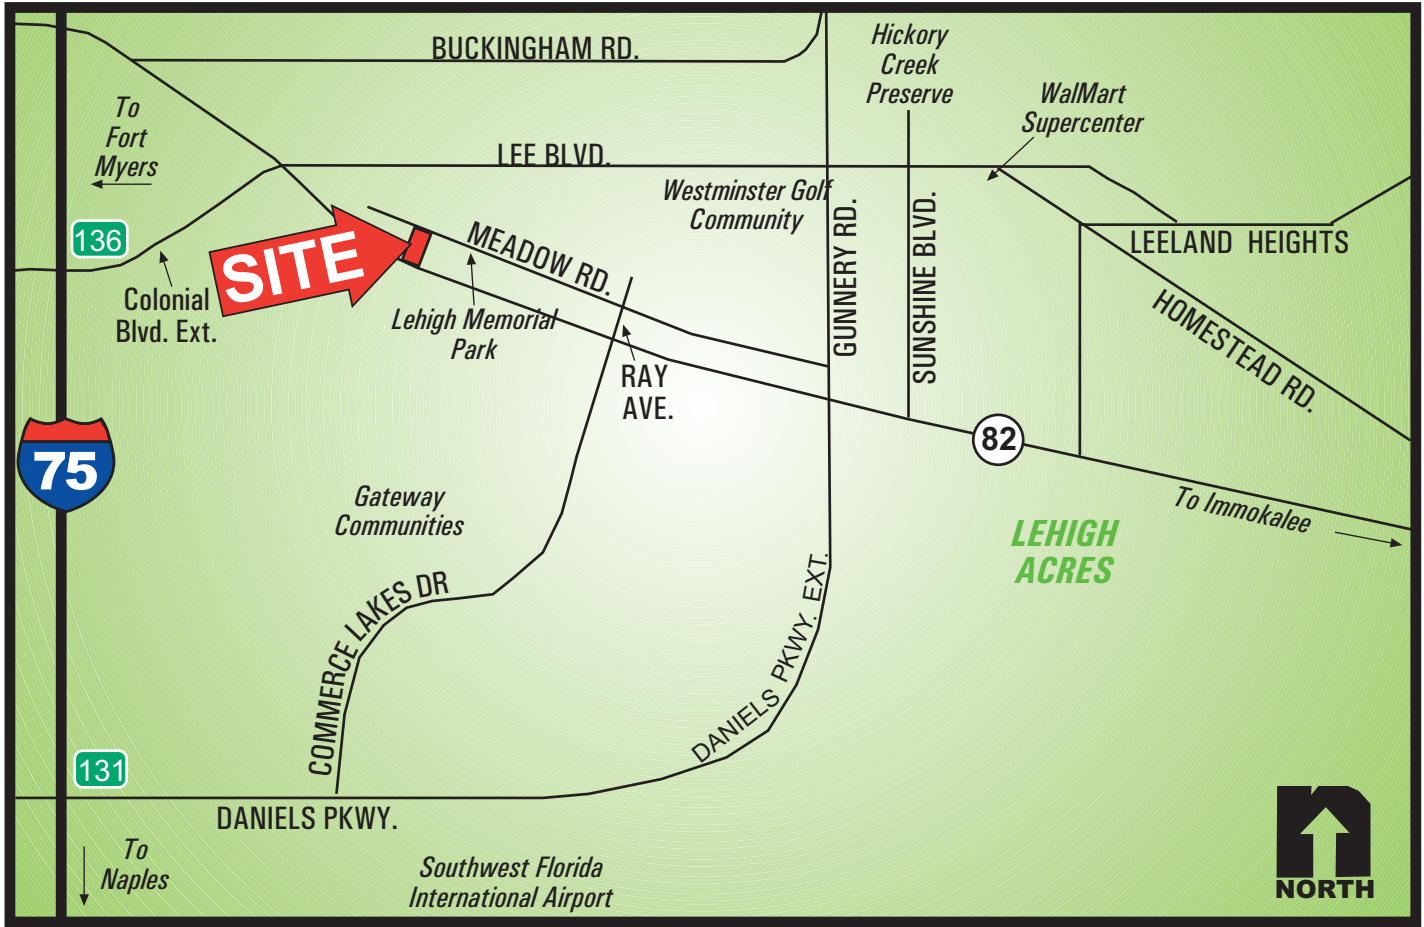 BUCKINGHAM RD.
Hickory
Creek
Preserve
WalMart
Supercenter
To
Fort
Myers
LEE BLVD.
Westminster Golf
Community
136
SITE
MEADOW RD.
GUNNERY RD.
SUNSHINE BLVD.
LEELAND HEIGHTS
HOMESTEAD RD.
Colonial
Blvd. Ext.
Lehigh Memorial
Park
RAY
AVE.
82
75
Gateway
Communities
To Immokalee
LEHIGH
ACRES
COMMERCE LAKES DR
DANIELS PKWY. EXT.
131
DANIELS PKWY.
To
Naples
Southwest Florida
International Airport
n
NORTH